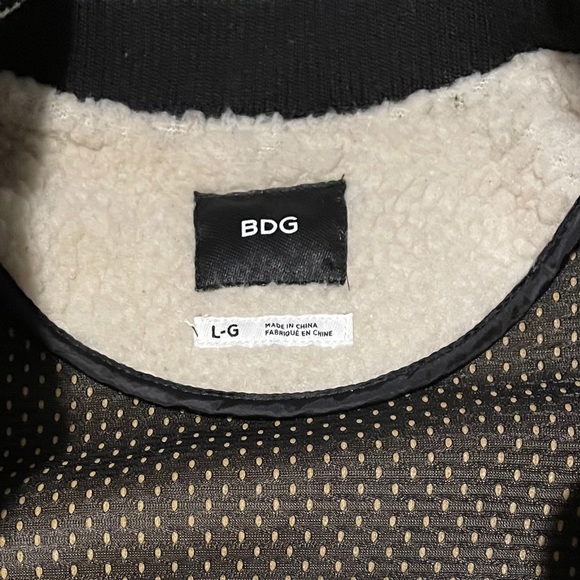 BDG
L-G
MADE IN CHINA
FABRIQUÉ EN CHINE